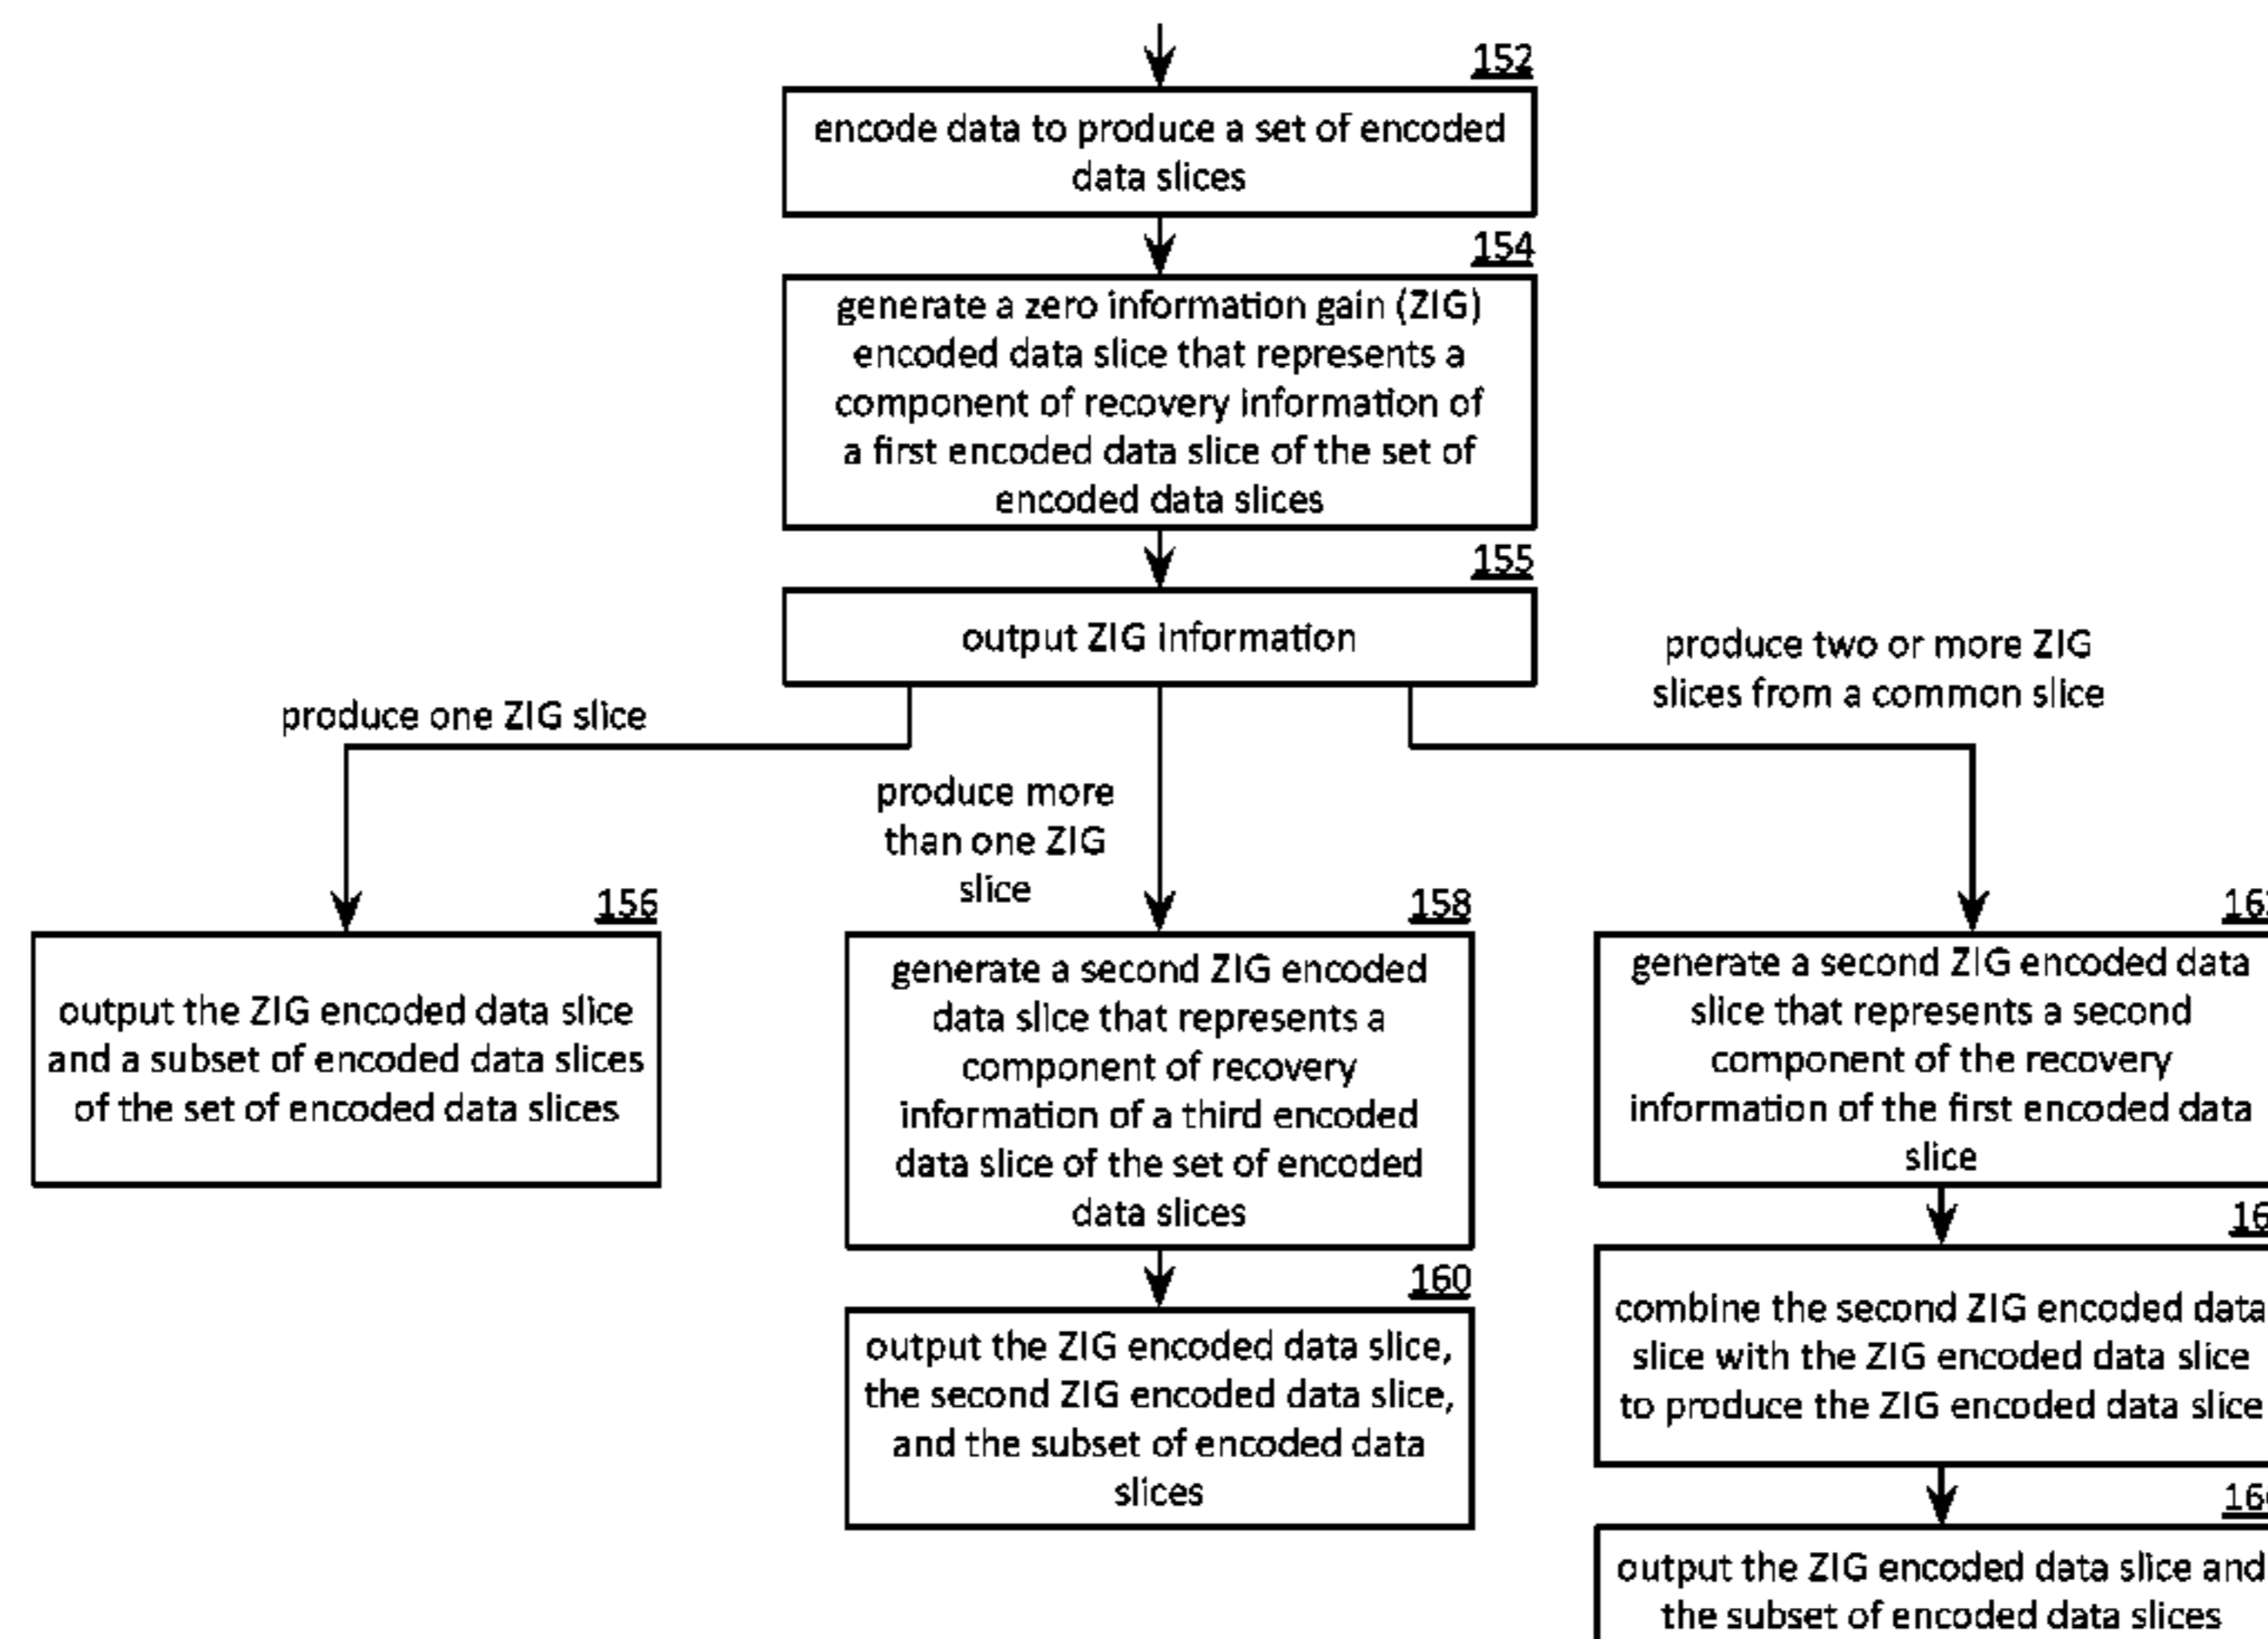 152
encode data to produce a set of encoded
data slices
154
generate a zero information gain (ZIG)
encoded data slice that represents a
component of recovery information of
a first encoded data slice of the set of
encoded data slices
155
output ZIG information
produce one ZIG slice
produce more
than one ZIG
slice
produce two or more ZIG
slices from a common slice
156
output the ZIG encoded data slice
and a subset of encoded data slices
of the set of encoded data slices
158
generate a second ZIG encoded
data slice that represents a
component of recovery
information of a third encoded
data slice of the set of encoded
data slices
160
output the ZIG encoded data slice,
the second ZIG encoded data slice,
and the subset of encoded data
slices
generate a second ZIG encoded data
slice that represents a second
component of the recovery
information of the first encoded data
slice
combine the second ZIG encoded data
slice with the ZIG encoded data slice
to produce the ZIG encoded data slice
output the ZIG encoded data slice and
the subset of encoded data slices